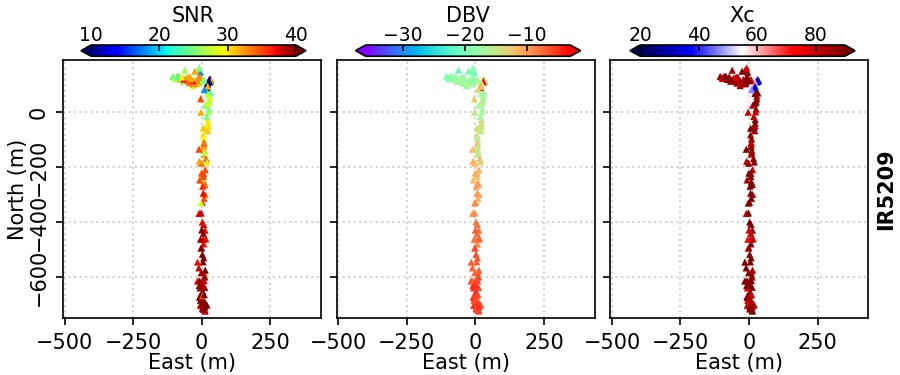 SNR DBV Xc
10 20 30 40 −30 −20 −10 20 40 60 80
North (m)
0
−200
−400
−600
IR5209
−500 −250 0 250 −500 −250 0 250 −500 −250 0 250
East (m) East (m) East (m)